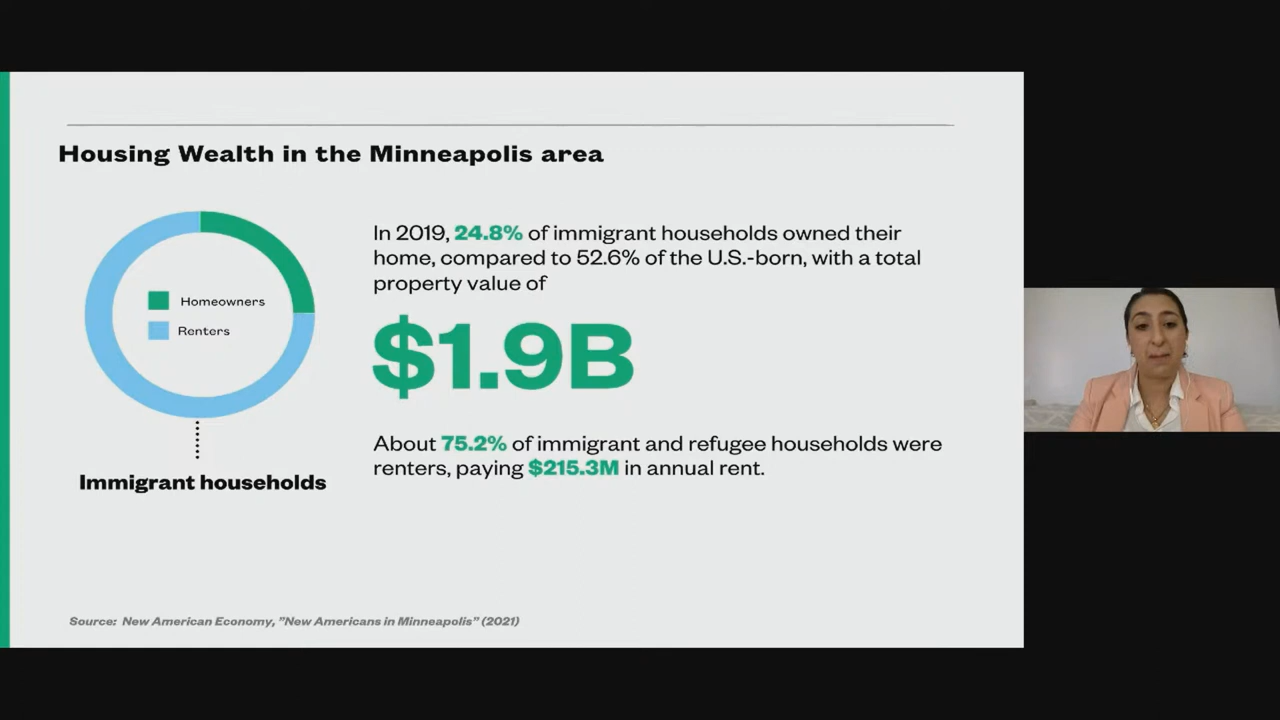 Housing Wealth in the Minneapolis area
Homeowners
Renters
Immigrant households
In 2019, 24.8% of immigrant households owned their
home, compared to 52.6% of the U.S.-born, with a total
property value of
$1.9B
About 75.2% of immigrant and refugee households were
renters, paying $215.3M in annual rent.
Source: New American Economy, "New Americans in Minneapolis" (2021)